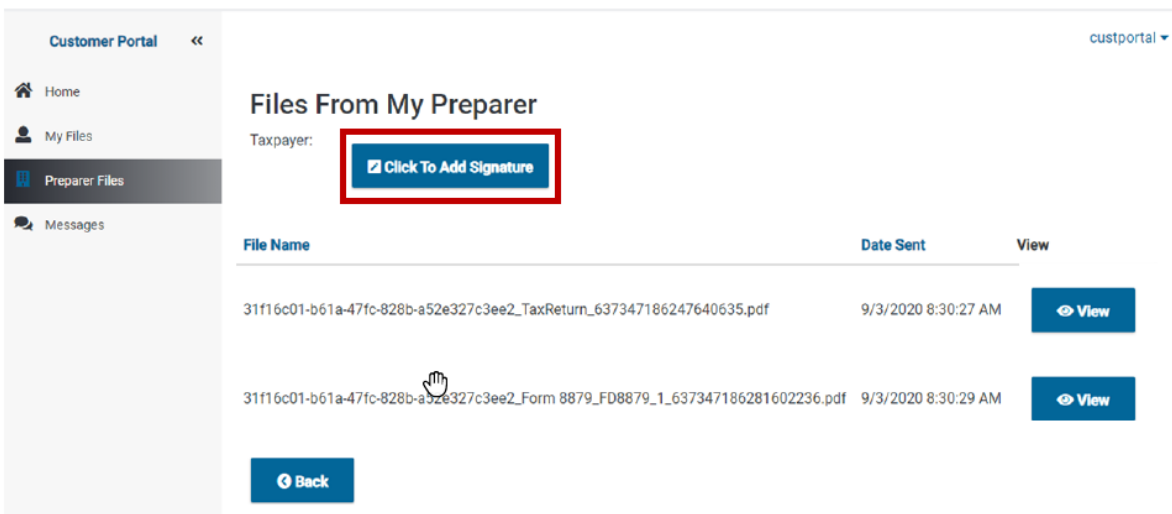 Customer Portal
custportal
Home
My Files
Preparer Files
Messages
Files From My Preparer
Taxpayer:
Click To Add Signature
File Name Date Sent View
31f16c01-b61a-47fc-828b-a52e327c3ee2_TaxReturn_637347186247640635.pdf 9/3/2020 8:30:27 AM View
31f16c01-b61a-47fc-828b-a52e327c3ee2_Form 8879_FD8879_1_637347186281602236.pdf 9/3/2020 8:30:29 AM View
Back